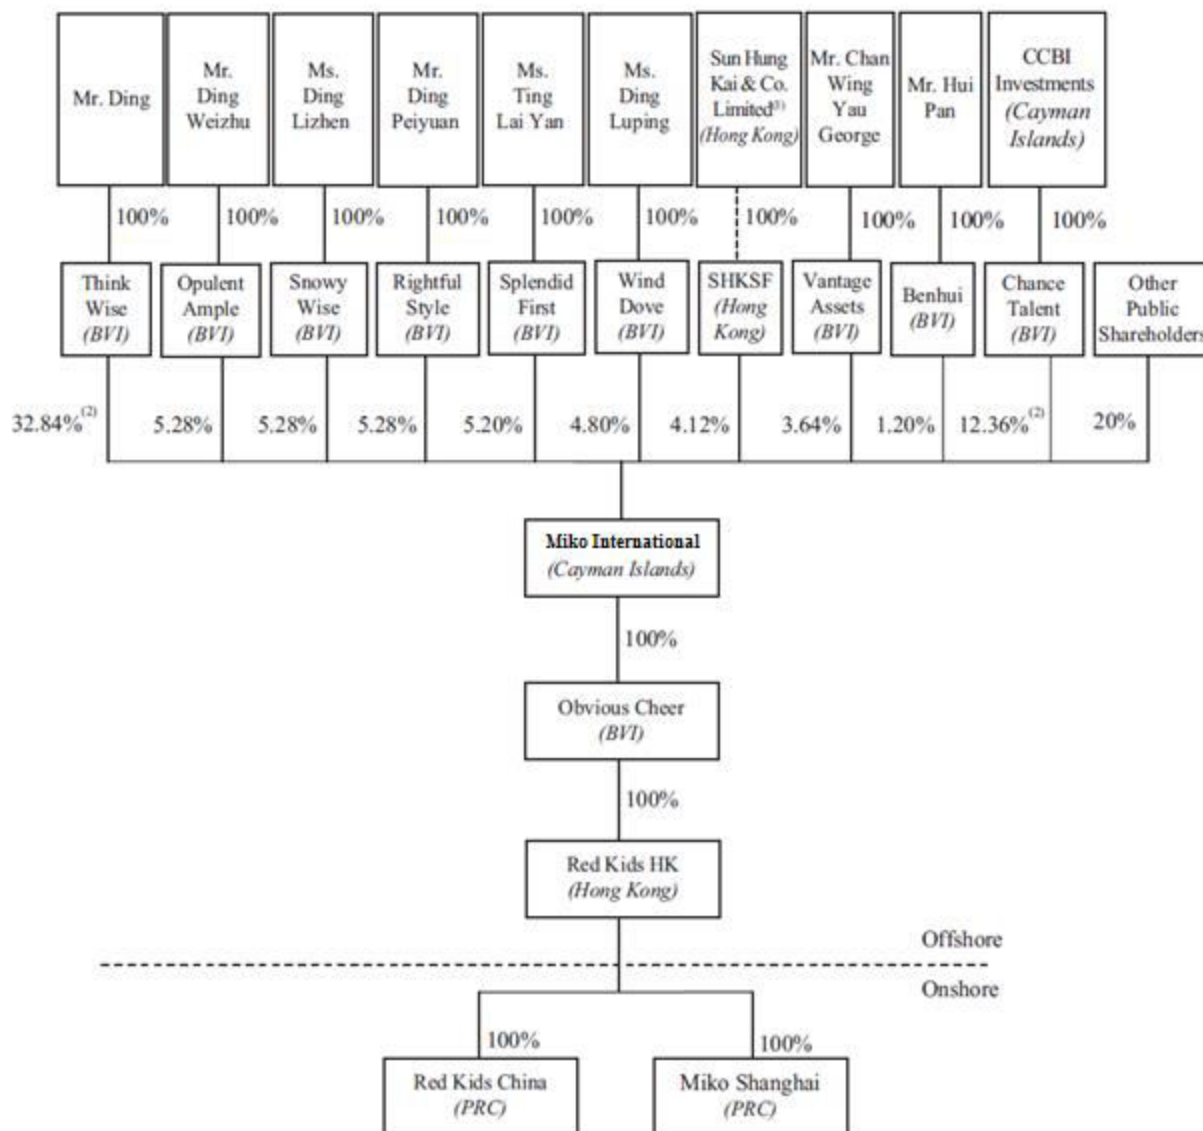 Mr. Ding
Mr.
Ding
Weizhu
Ms.
Ding
Lizhen
Mr.
Ding
Peiyuan
Ms.
Ting
Lai Yan
Ms.
Ding
Luping
Sun Hung
Kai & Co.
Limited(1)
(Hong Kong)
Mr. Chan
Wing
Yau
George
Mr. Hui
Pan
CCBI
Investments
(Cayman
Islands)
100%
100%
100%
100%
100%
100%
100%
100%
100%
100%
Think
Wise
(BVI)
Opulent
Ample
(BVI)
Snowy
Wise
(BVI)
Rightful
Style
(BVI)
Splendid
First
(BVI)
Wind
Dove
(BVI)
SHKSF
(Hong
Kong)
Vantage
Assets
(BVI)
Benhui
(BVI)
Chance
Talent
(BVI)
Other
Public
Shareholders
32.84%(2)
5.28%
5.28%
5.28%
5.20%
4.80%
4.12%
3.64%
1.20%
12.36%(2)
20%
Miko International
(Cayman Islands)
100%
Obvious Cheer
(BVI)
100%
Red Kids HK
(Hong Kong)
Offshore
Onshore
100%
100%
Red Kids China
(PRC)
Miko Shanghai
(PRC)